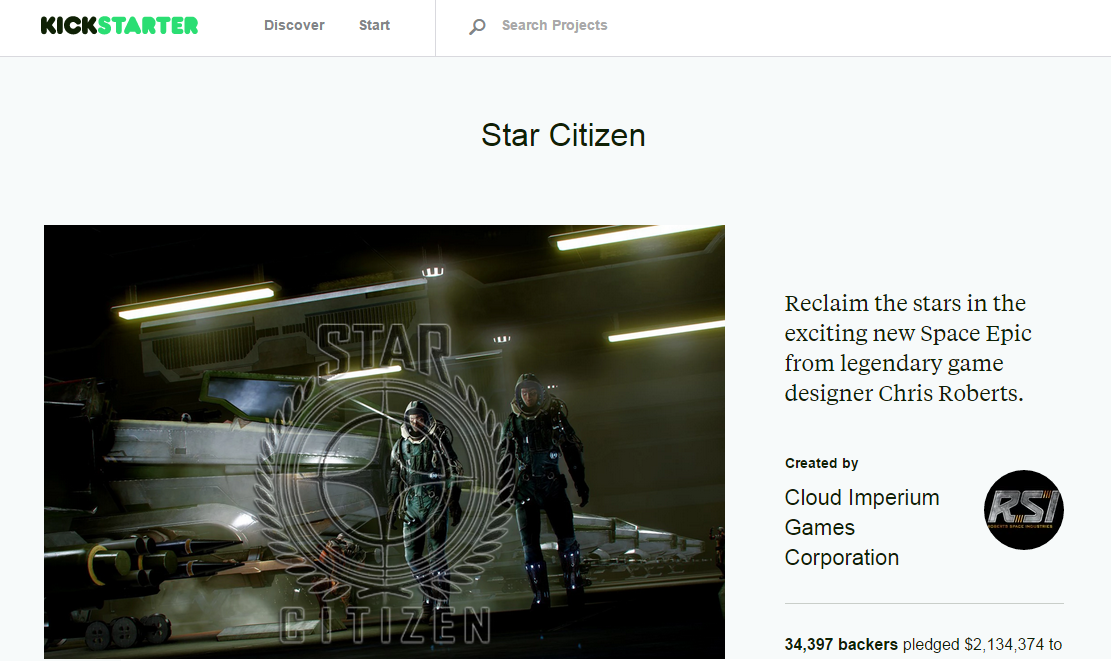 KICKSTARTER Discover Start Search Projects
Star Citizen
STAR
CITIZEN
Reclaim the stars in the
exciting new Space Epic
from legendary game
designer Chris Roberts.
Created by
Cloud Imperium
Games
Corporation
RSI
ROBERTS SPACE INDUSTRIES
34,397 backers pledged $2,134,374 to